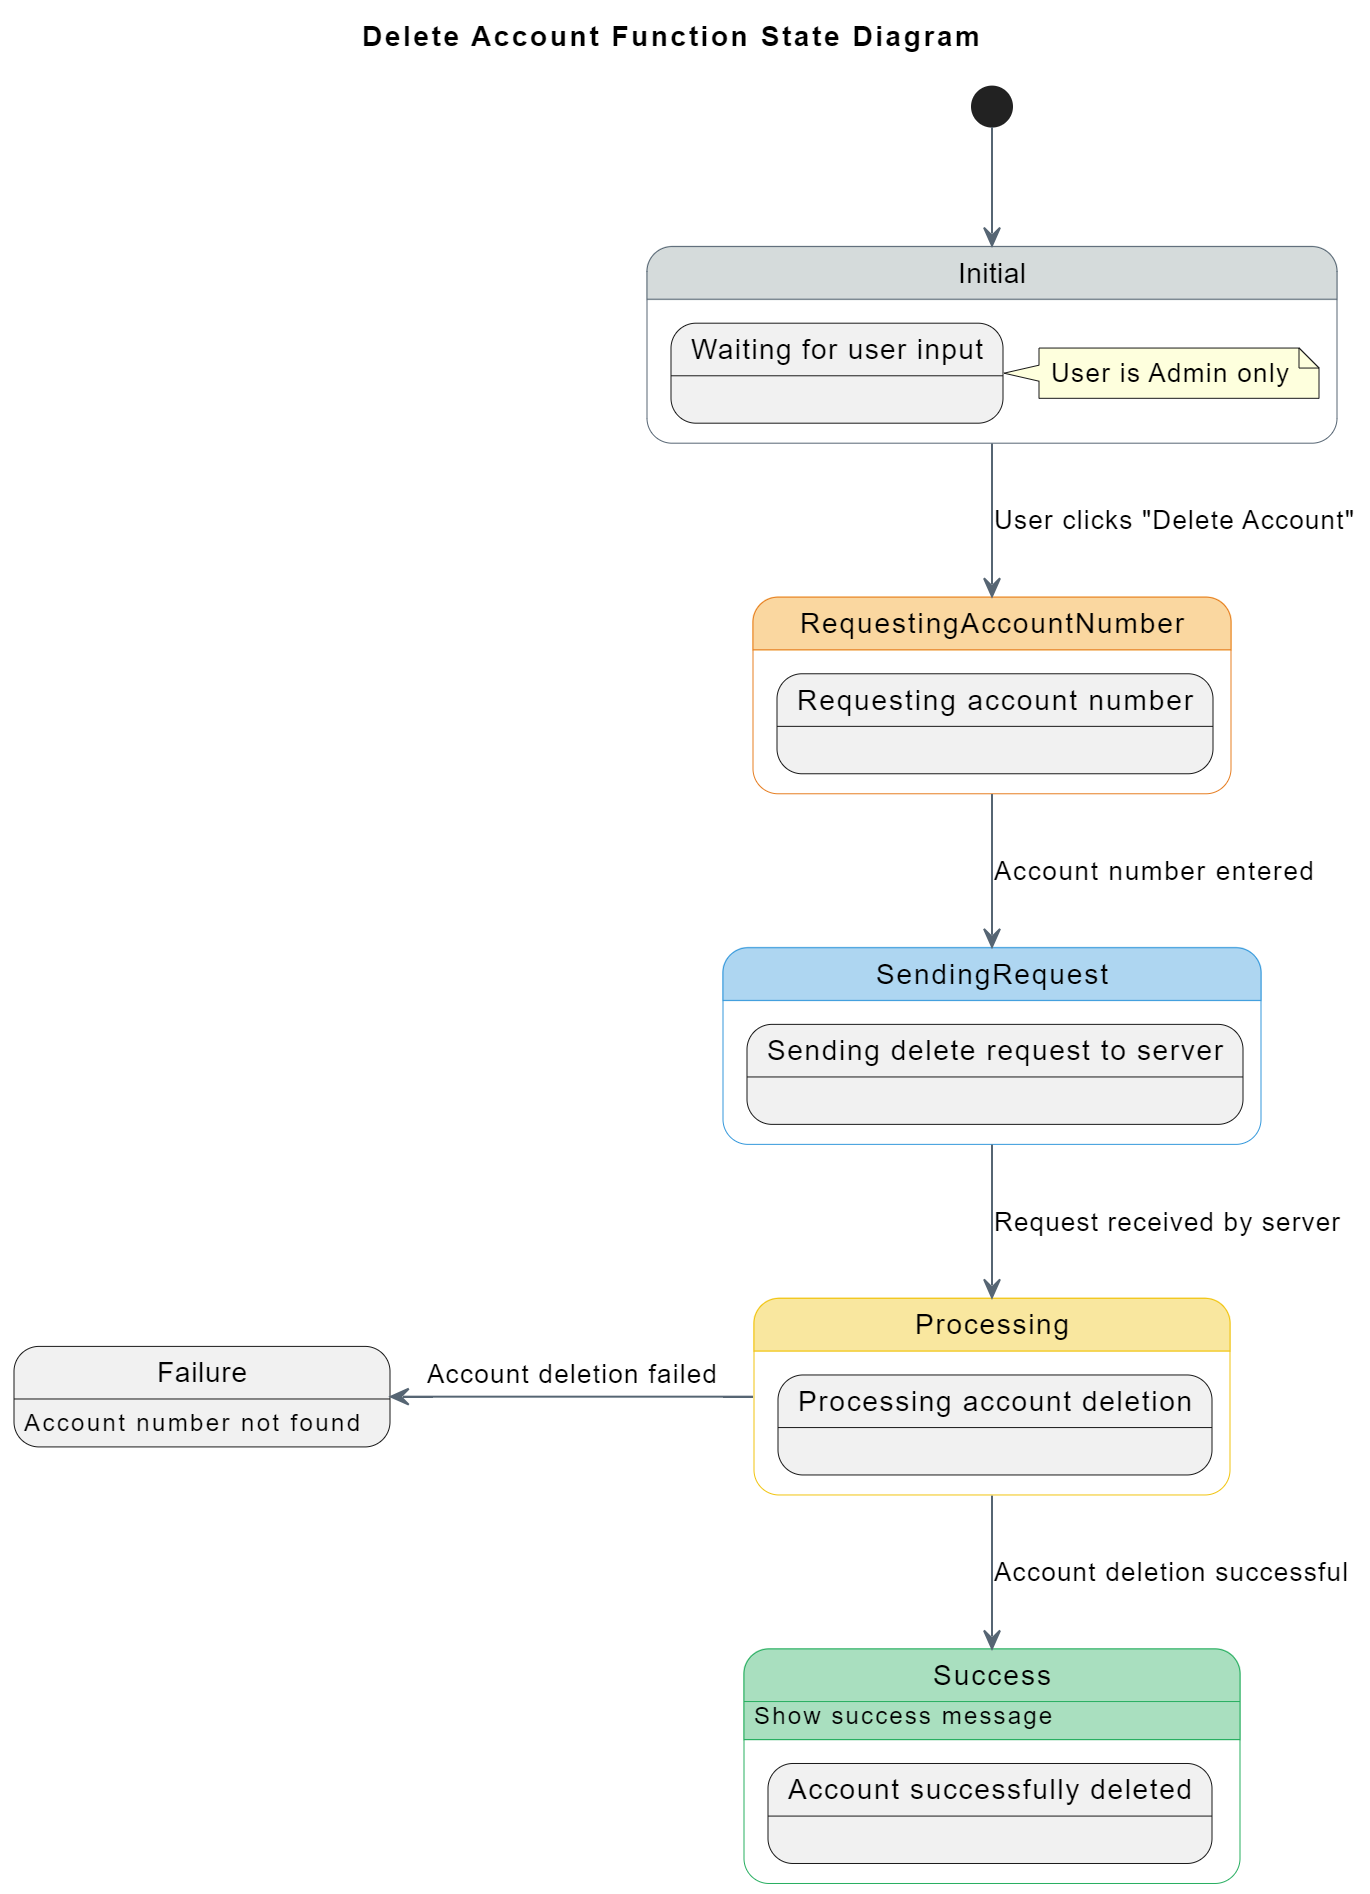 Delete Account Function State Diagram
Initial
Waiting for user input
User is Admin only
User clicks "Delete Account"
RequestingAccountNumber
Requesting account number
Account number entered
SendingRequest
Sending delete request to server
Request received by server
Processing
Processing account deletion
Account deletion failed
Failure
Account number not found
Account deletion successful
Success
Show success message
Account successfully deleted